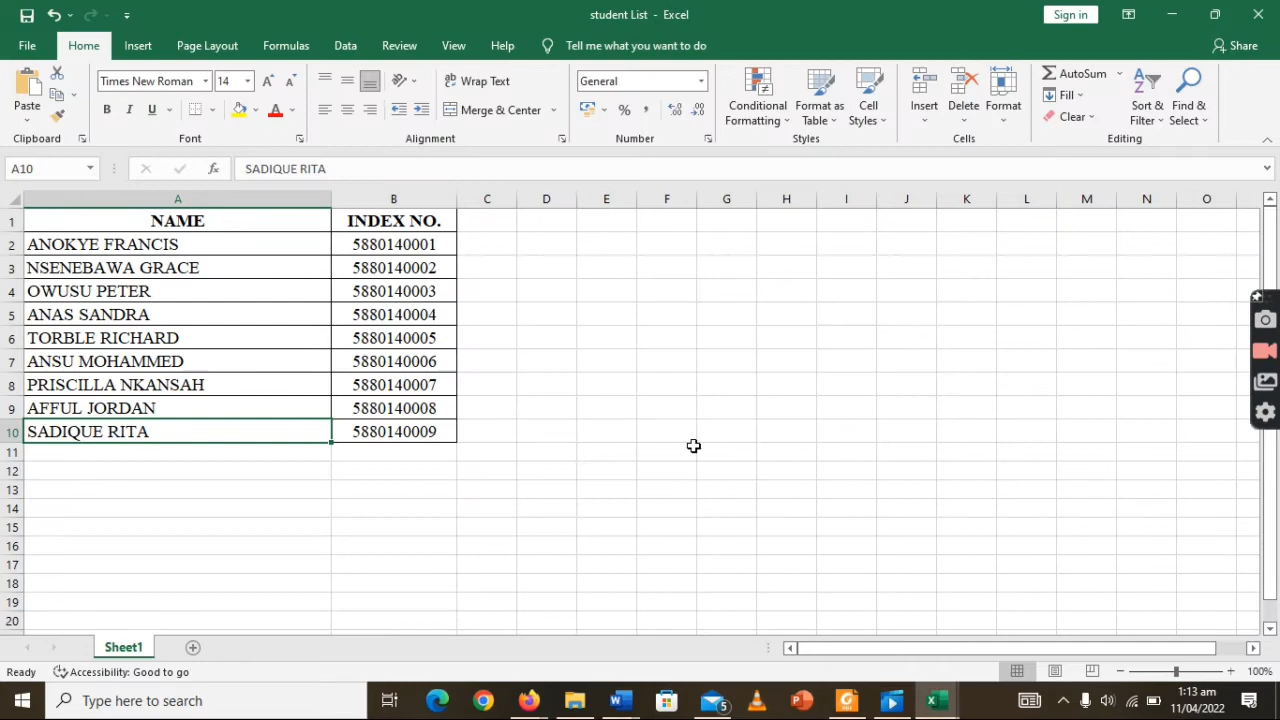 student List - Excel
Sign in
File Home Insert Page Layout Formulas Data Review View Help Tell me what you want to do Share
Times New Roman 14 Wrap Text General AutoSum
Paste B I U Merge & Center % Conditional Formatting Format as Table Cell Styles Insert Delete Format Fill Clear Sort & Filter Find & Select
Clipboard Font Alignment Number Styles Cells Editing
A10 fx SADIQUE RITA
A B C D E F G H I J K L M N O
1 NAME INDEX NO.
2 ANOKYE FRANCIS 5880140001
3 NSENEBAWA GRACE 5880140002
4 OWUSU PETER 5880140003
5 ANAS SANDRA 5880140004
6 TORBLE RICHARD 5880140005
7 ANSU MOHAMMED 5880140006
8 PRISCILLA NKANSAH 5880140007
9 AFFUL JORDAN 5880140008
10 SADIQUE RITA 5880140009
11
12
13
14
15
16
17
18
19
20
Sheet1
Ready Accessibility: Good to go 100%
Type here to search 5 1:13 am
11/04/2022